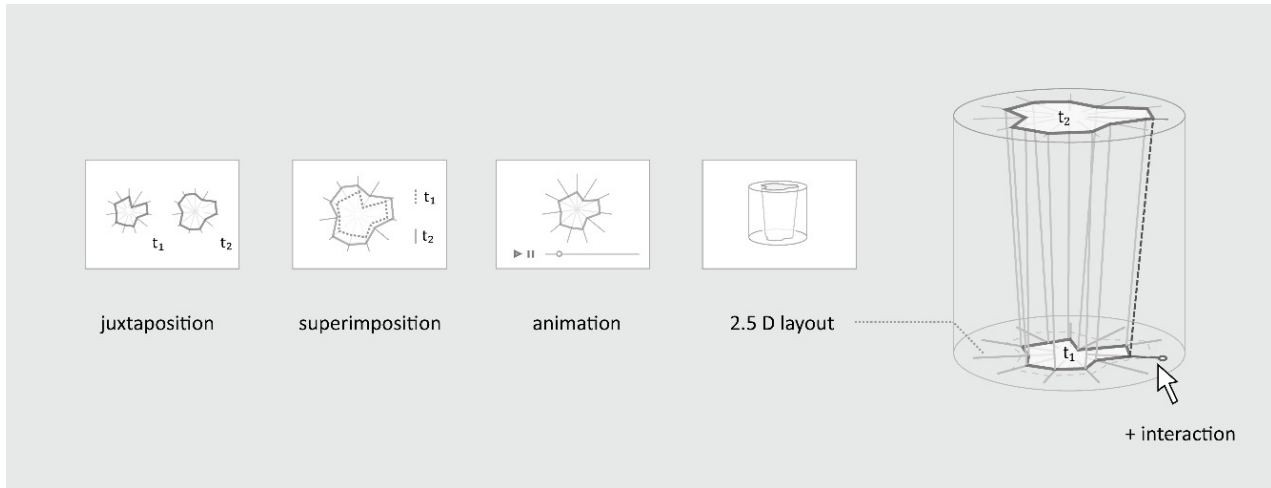 t₁
t₂
t₁
t₂
juxtaposition
superimposition
animation
2.5 D layout
t₂
t₁
+ interaction